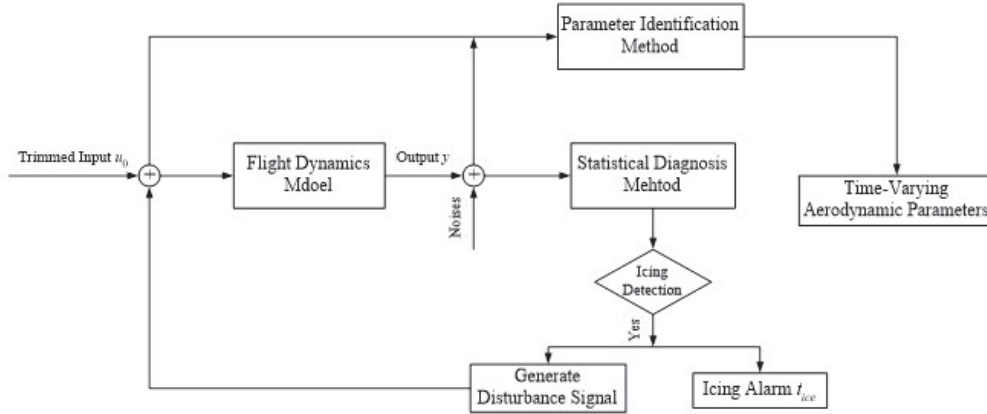 Parameter Identification
Method
Trimmed Input u₀
Flight Dynamics
Mdoel
Output y
Noises
Statistical Diagnosis
Mehtod
Time-Varying
Aerodynamic Parameters
Icing
Detection
Yes
Generate
Disturbance Signal
Icing Alarm t_ice